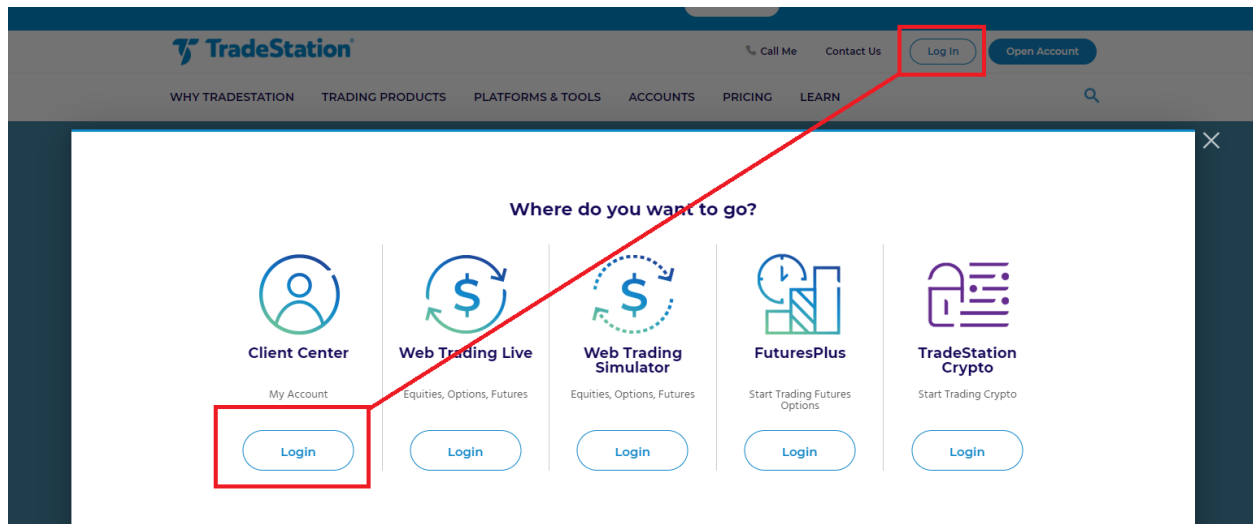 TradeStation
Call Me Contact Us Log In Open Account
WHY TRADESTATION TRADING PRODUCTS PLATFORMS & TOOLS ACCOUNTS PRICING LEARN
Where do you want to go?
Client Center
My Account
Login
Web Trading Live
Equities, Options, Futures
Login
Web Trading
Simulator
Equities, Options, Futures
Login
FuturesPlus
Start Trading Futures
Options
Login
TradeStation
Crypto
Start Trading Crypto
Login